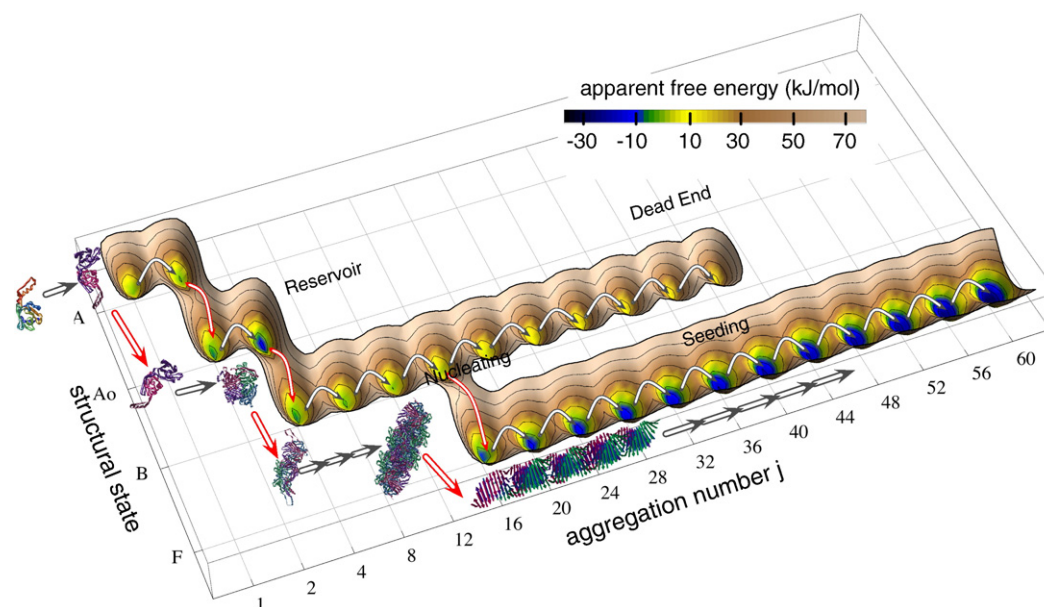 apparent free energy (kJ/mol)
-30 -10 10 30 50 70
Dead End
Reservoir
Seeding
Nucleating
A
Ao
B
F
structural state
1 2 4 8 12 16 20 24 28 32 36 40 44 48 52 56 60
aggregation number j